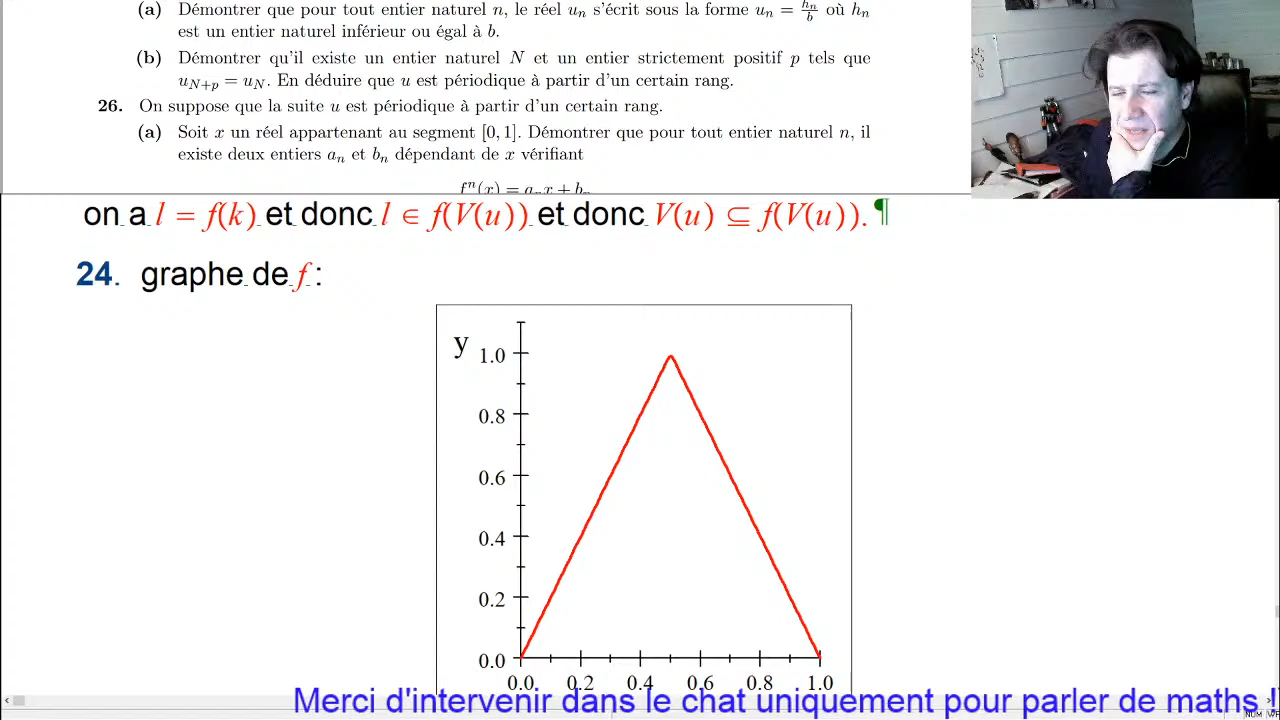 (a) Démontrer que pour tout entier naturel n, le réel uₙ s'écrit sous la forme uₙ = hₙ/b où hₙ
est un entier naturel inférieur ou égal à b.
(b) Démontrer qu'il existe un entier naturel N et un entier strictement positif p tels que
u_{N+p} = u_N. En déduire que u est périodique à partir d'un certain rang.
26. On suppose que la suite u est périodique à partir d'un certain rang.
(a) Soit x un réel appartenant au segment [0, 1]. Démontrer que pour tout entier naturel n, il
existe deux entiers aₙ et bₙ dépendant de x vérifiant
fⁿ(x) = aₙx + bₙ
on a l = f(k) et donc l ∈ f(V(u)) et donc V(u) ⊆ f(V(u)). ¶
24. graphe de f :
y
1.0
0.8
0.6
0.4
0.2
0.0
0.0 0.2 0.4 0.6 0.8 1.0
Merci d'intervenir dans le chat uniquement pour parler de maths !
NUM